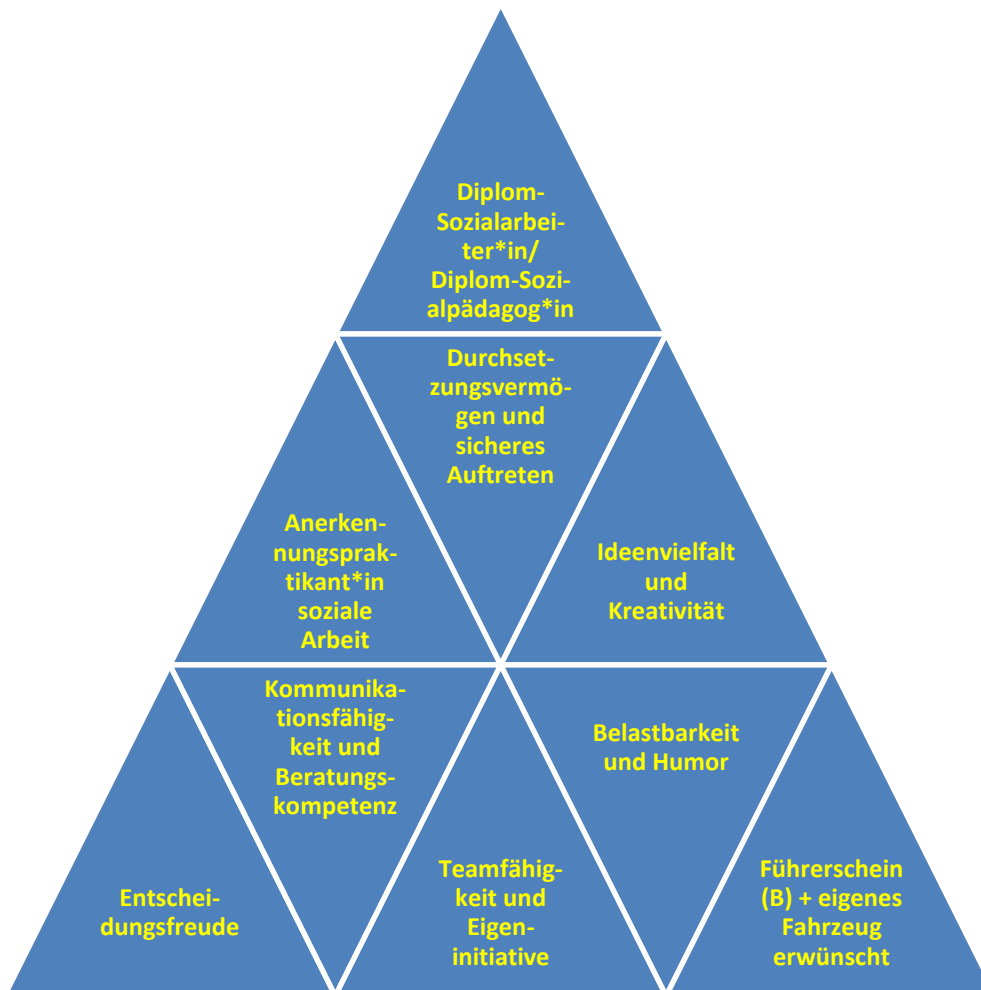 Diplom-
Sozialarbei-
ter*in/
Diplom-Sozi-
alpädagog*in
Durchset-
zungsvermö-
gen und
sicheres
Auftreten
Anerken-
nungsprak-
tikant*in
soziale
Arbeit
Ideenvielfalt
und
Kreativität
Kommunika-
tionsfähig-
keit und
Beratungs-
kompetenz
Belastbarkeit
und Humor
Entschei-
dungsfreude
Teamfähig-
keit und
Eigen-
initiative
Führerschein
(B) + eigenes
Fahrzeug
erwünscht